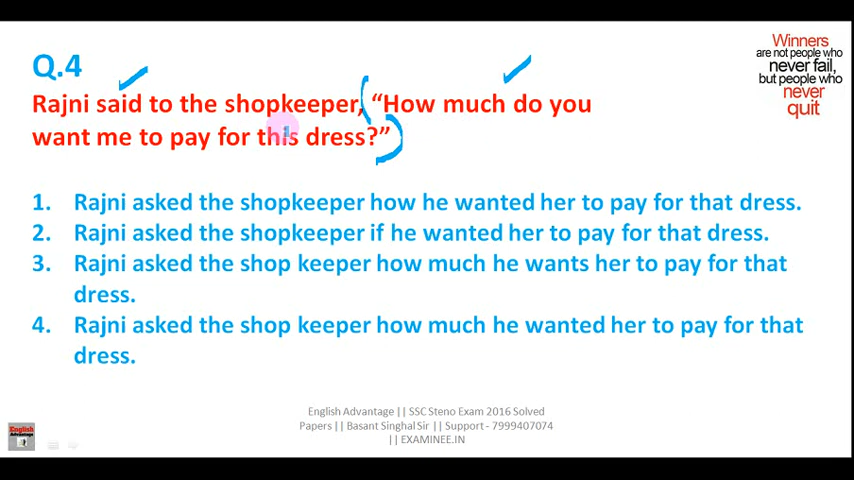 Q.4
Winners
are not people who
never fail,
but people who
never
quit
Rajni said to the shopkeeper, “How much do you
want me to pay for this dress?”
1. Rajni asked the shopkeeper how he wanted her to pay for that dress.
2. Rajni asked the shopkeeper if he wanted her to pay for that dress.
3. Rajni asked the shop keeper how much he wants her to pay for that
dress.
4. Rajni asked the shop keeper how much he wanted her to pay for that
dress.
English Advantage || SSC Steno Exam 2016 Solved
Papers || Basant Singhal Sir || Support - 7999407074
|| EXAMINEE.IN
English
Advantage